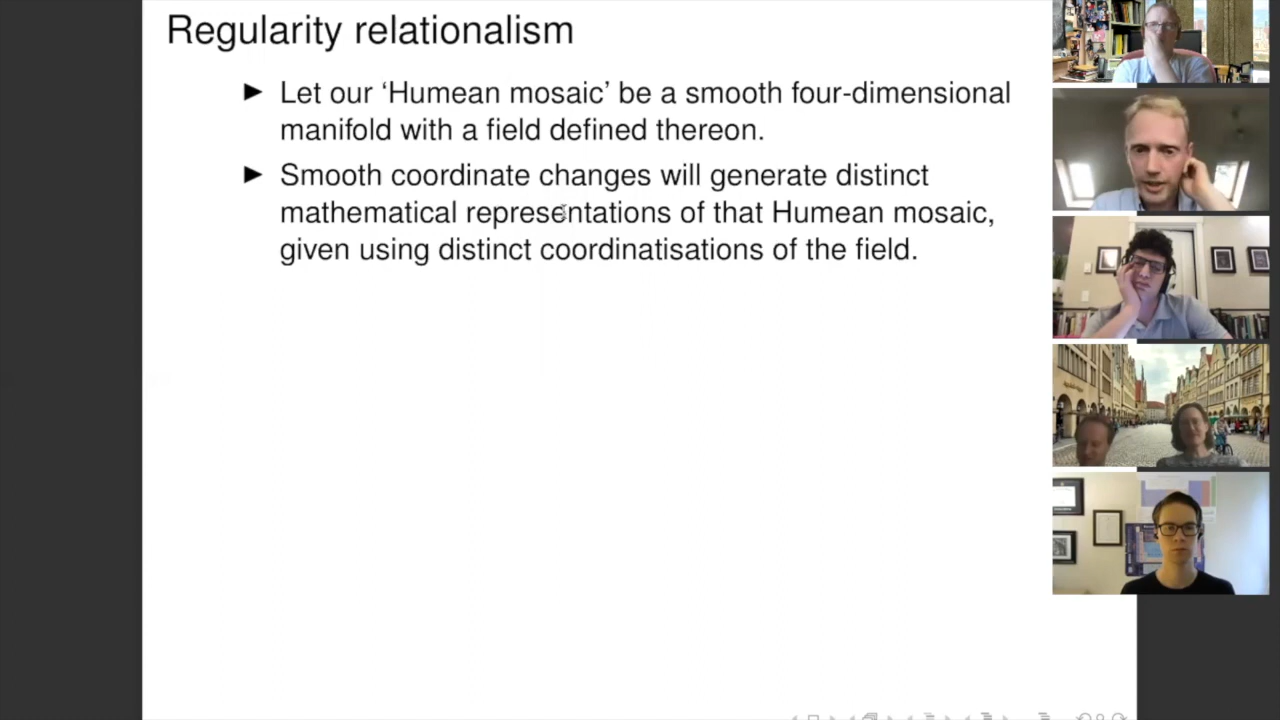 Regularity relationalism
► Let our ‘Humean mosaic’ be a smooth four-dimensional
manifold with a field defined thereon.
► Smooth coordinate changes will generate distinct
mathematical representations of that Humean mosaic,
given using distinct coordinatisations of the field.